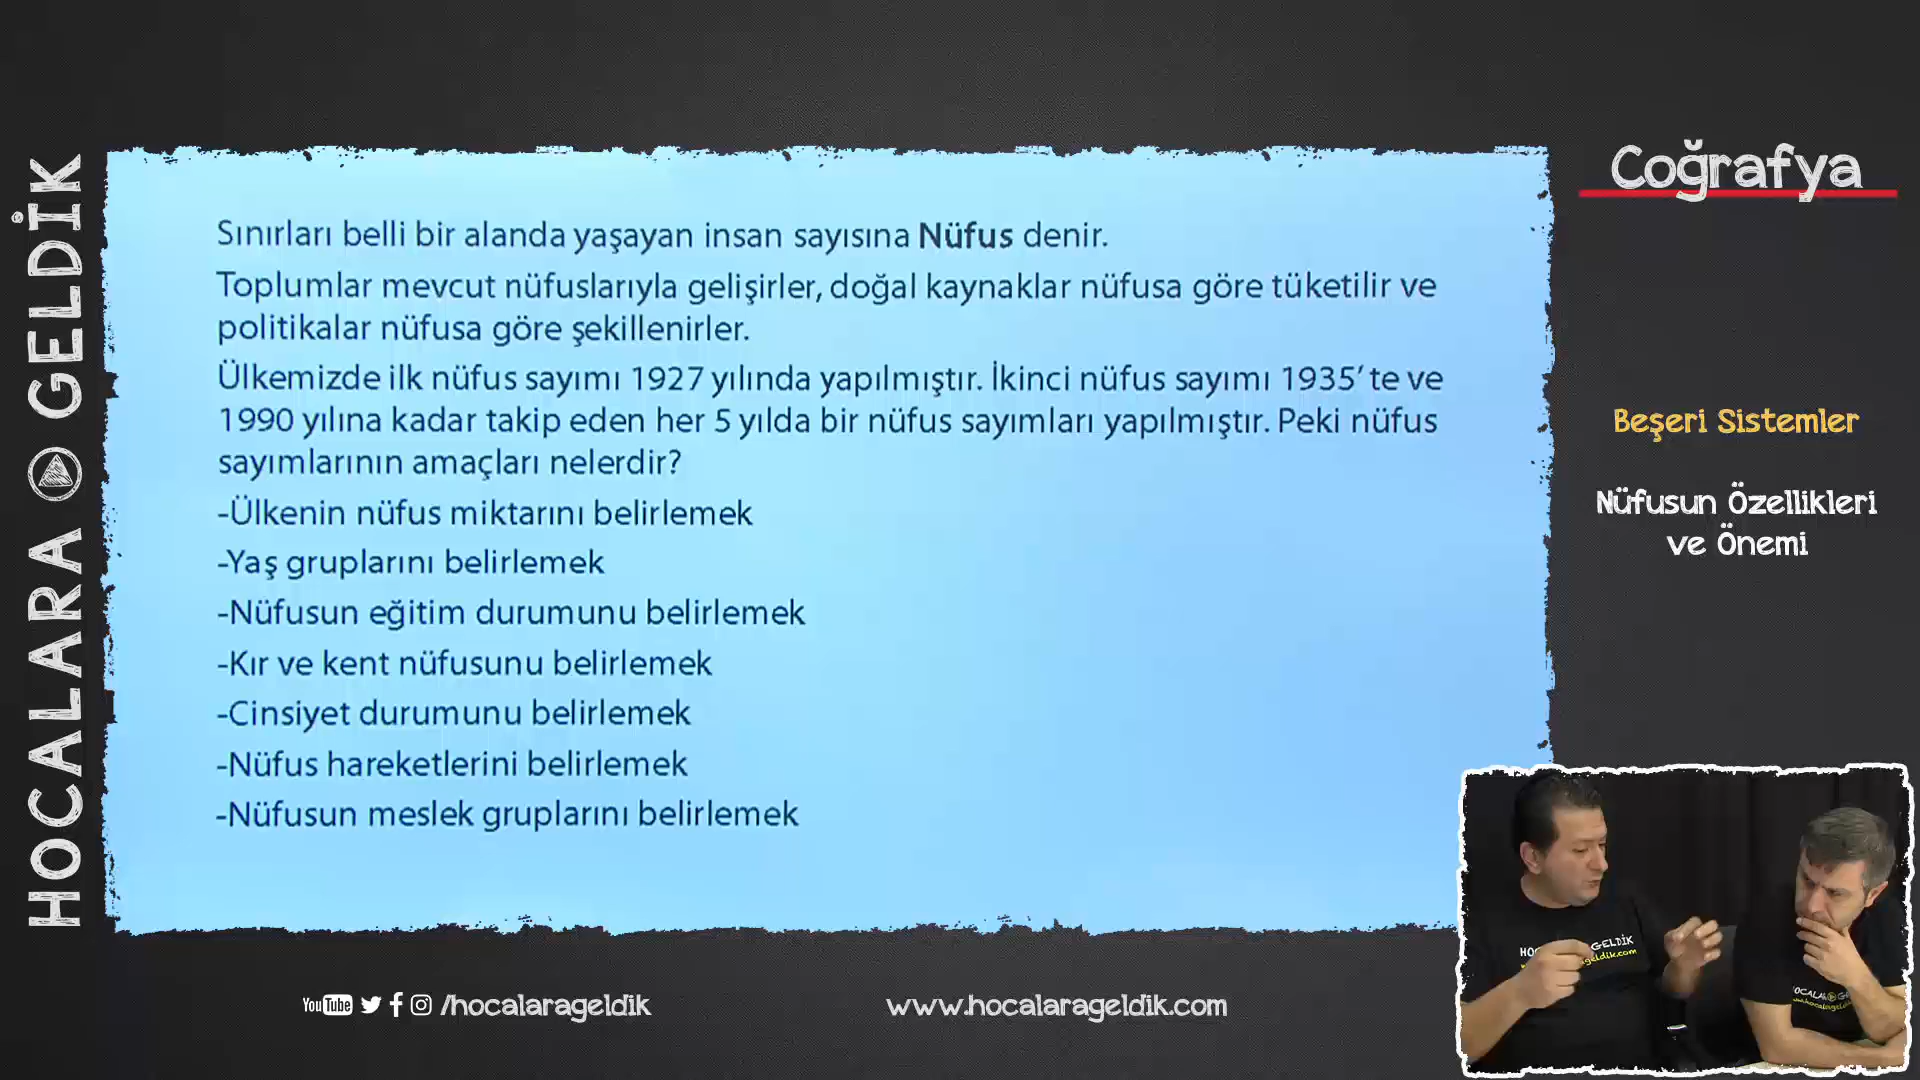 HOCALARA GELDİK
Coğrafya
Sınırları belli bir alanda yaşayan insan sayısına Nüfus denir.
Toplumlar mevcut nüfuslarıyla gelişirler, doğal kaynaklar nüfusa göre tüketilir ve
politikalar nüfusa göre şekillenirler.
Ülkemizde ilk nüfus sayımı 1927 yılında yapılmıştır. İkinci nüfus sayımı 1935’ te ve
1990 yılına kadar takip eden her 5 yılda bir nüfus sayımları yapılmıştır. Peki nüfus
sayımlarının amaçları nelerdir?
-Ülkenin nüfus miktarını belirlemek
-Yaş gruplarını belirlemek
-Nüfusun eğitim durumunu belirlemek
-Kır ve kent nüfusunu belirlemek
-Cinsiyet durumunu belirlemek
-Nüfus hareketlerini belirlemek
-Nüfusun meslek gruplarını belirlemek
Beşeri Sistemler
Nüfusun Özellikleri
ve Önemi
YouTube /hocalarageldik
www.hocalarageldik.com
GELDİK